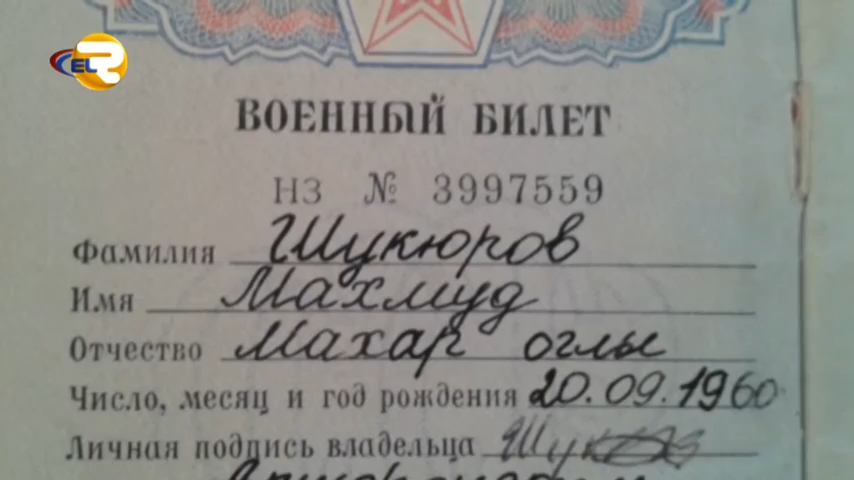 EL R
ВОЕННЫЙ БИЛЕТ
НЗ № 3997559
Фамилия Шукюров
Имя Махмуд
Отчество Махар оглы
Число, месяц и год рождения 20.09.1960
Личная подпись владельца